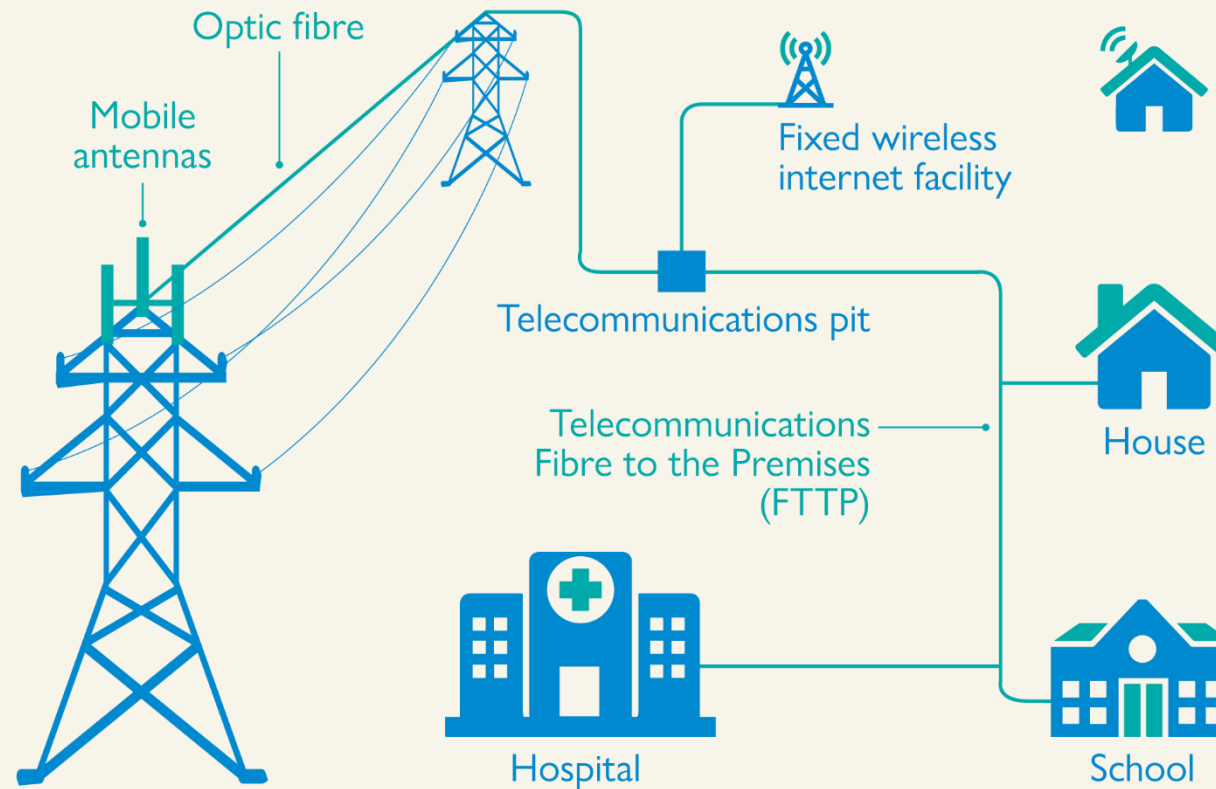 Optic fibre
Mobile
antennas
Fixed wireless
internet facility
Telecommunications pit
Telecommunications
Fibre to the Premises
(FTTP)
House
Hospital
School